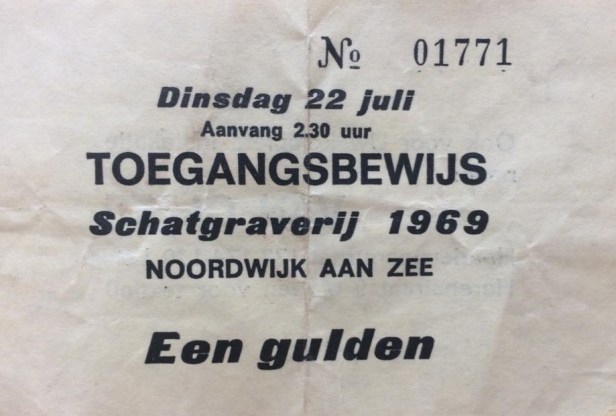 Nº 01771
Dinsdag 22 juli
Aanvang 2.30 uur
TOEGANGSBEWIJS
Schatgraverij 1969
NOORDWIJK AAN ZEE
Een gulden